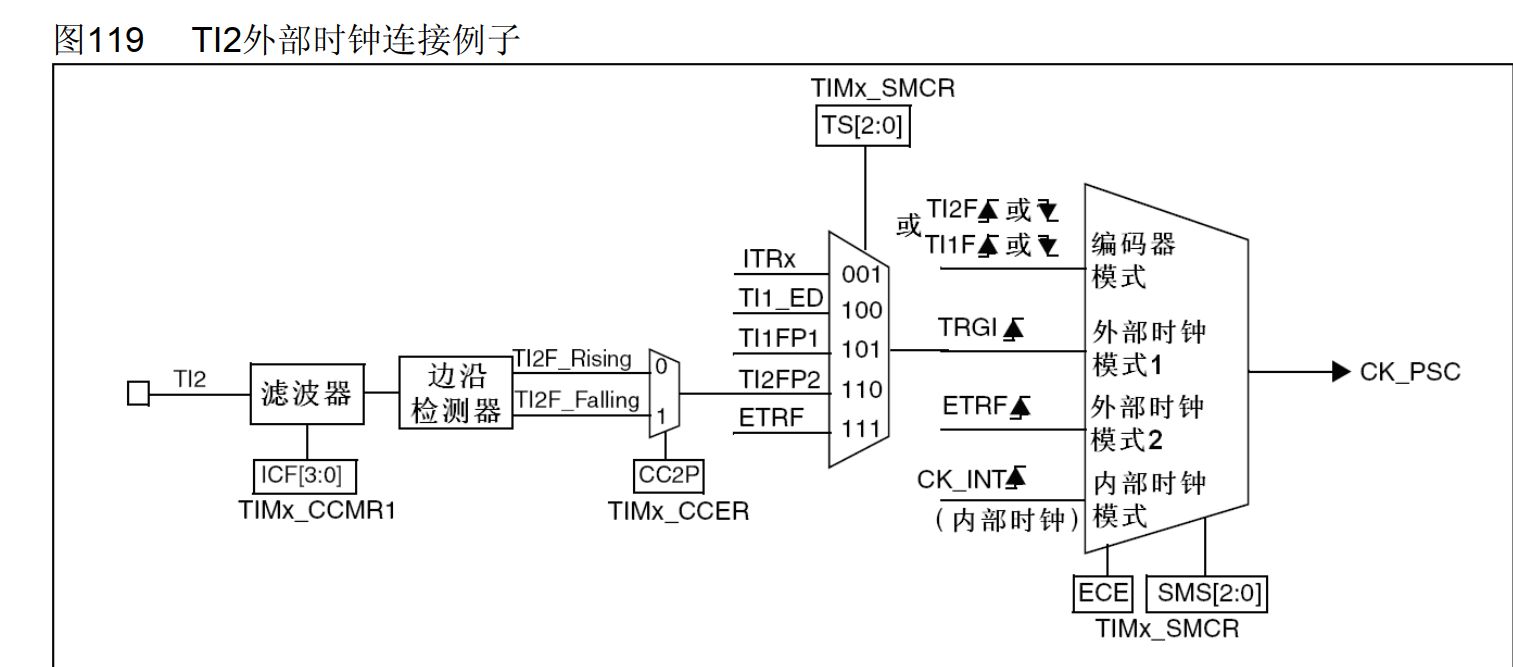 图119 TI2外部时钟连接例子
TIMx_SMCR
TS[2:0]
或
TI2F 或
TI1F 或
编码器
模式
ITRx
001
TI1_ED
100
TI1FP1
101
TI2FP2
110
ETRF
111
TRGI
外部时钟
模式1
ETRF
外部时钟
模式2
CK_INT
(内部时钟)
内部时钟
模式
CK_PSC
TI2
滤波器
边沿
检测器
TI2F_Rising
0
TI2F_Falling
1
ICF[3:0]
TIMx_CCMR1
CC2P
TIMx_CCER
ECE
SMS[2:0]
TIMx_SMCR